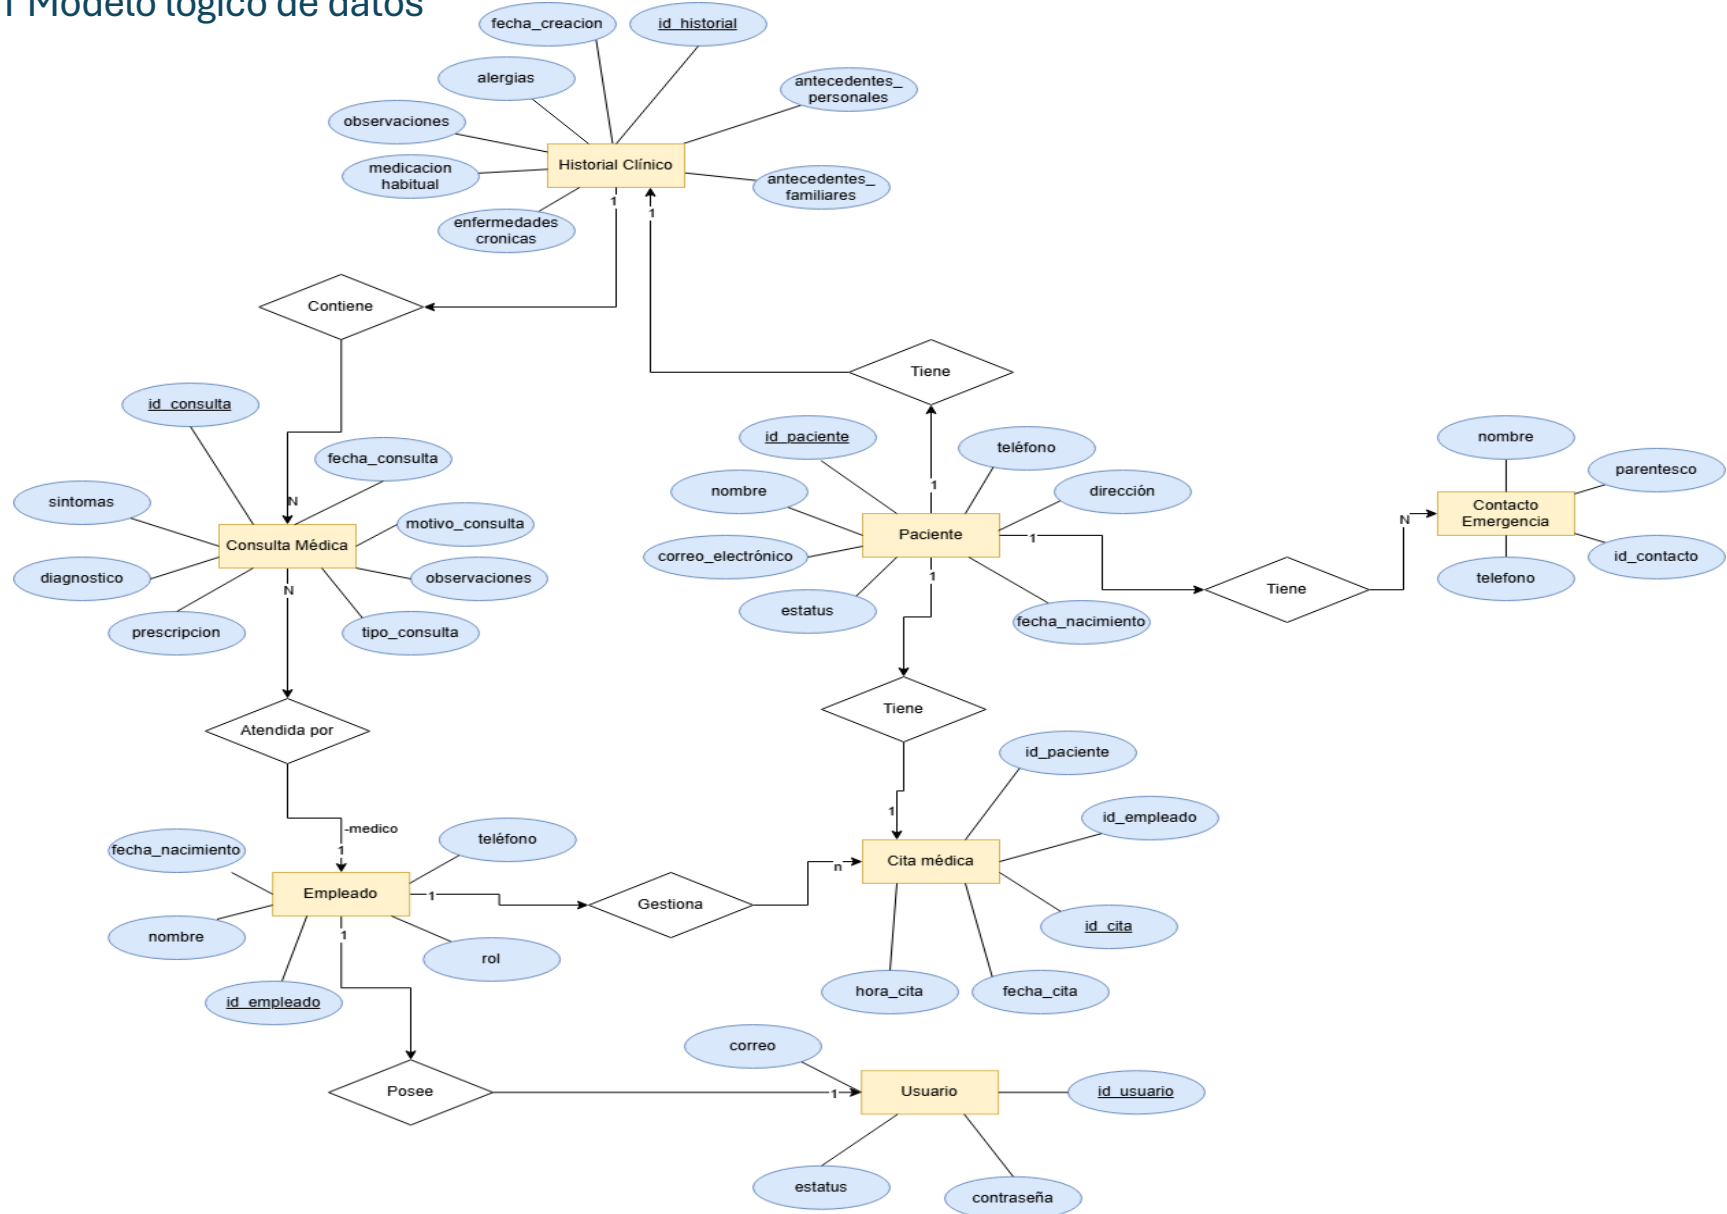 1 Modelo lógico de datos
fecha_creacion
id_historial
alergias
antecedentes_
personales
observaciones
Historial Clínico
medicacion
habitual
antecedentes_
familiares
enfermedades
cronicas
1
1
Contiene
Tiene
id_consulta
fecha_consulta
sintomas
N
motivo_consulta
Consulta Médica
diagnostico
observaciones
N
prescripcion
tipo_consulta
id_paciente
teléfono
nombre
1
dirección
Paciente
1
correo_electrónico
1
estatus
fecha_nacimiento
nombre
parentesco
N
Contacto
Emergencia
id_contacto
telefono
Tiene
Tiene
Atendida por
id_paciente
1
id_empleado
-medico
1
fecha_nacimiento
teléfono
Empleado
1
Gestiona
n
Cita médica
nombre
1
rol
id_empleado
id_cita
hora_cita
fecha_cita
correo
Posee
1
Usuario
id_usuario
estatus
contraseña